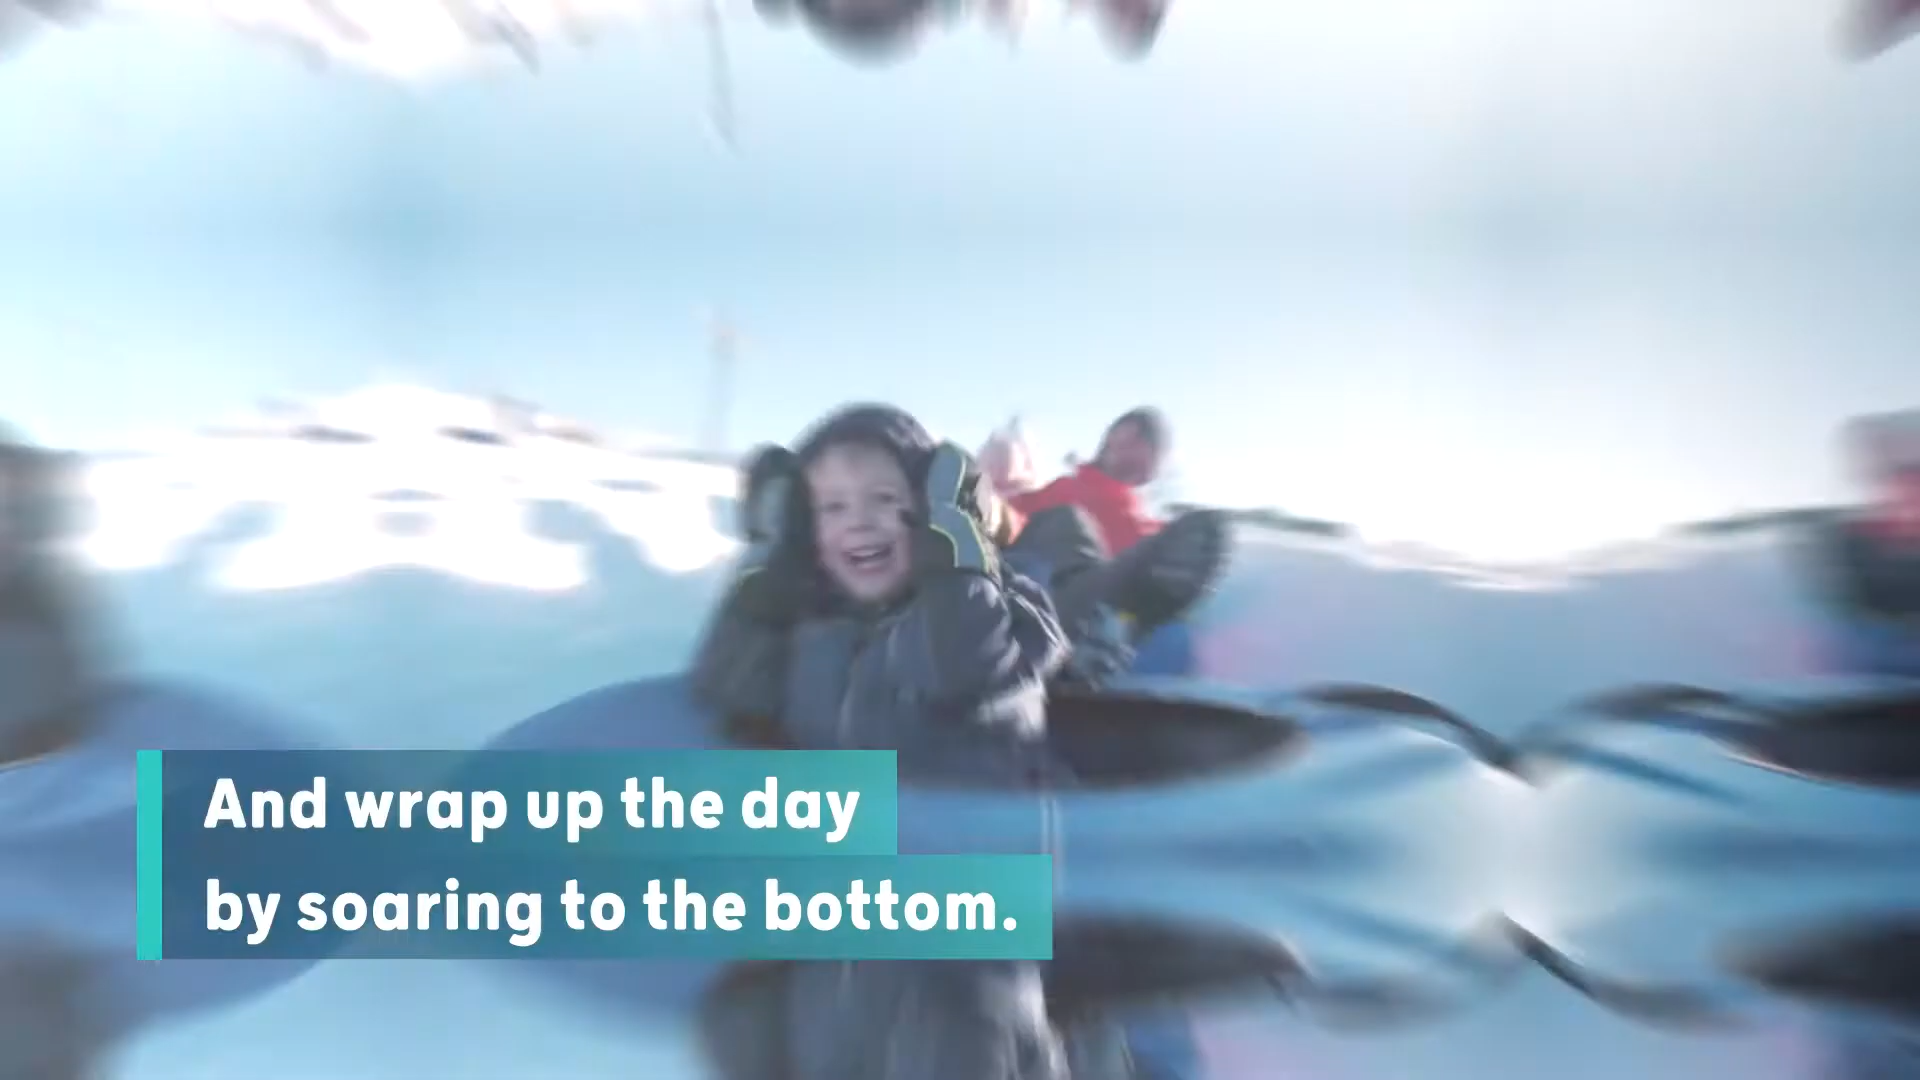 And wrap up the day
by soaring to the bottom.